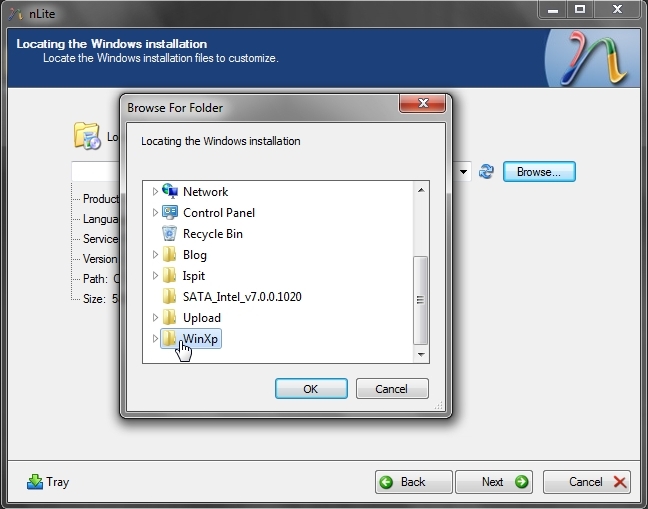 nLite
Locating the Windows installation
Locate the Windows installation files to customize.
Browse For Folder
Locating the Windows installation
Lo
Browse...
Network
Control Panel
Recycle Bin
Blog
Ispit
SATA_Intel_v7.0.0.1020
Upload
WinXp
Product
Langua
Service
Version
Path: C
Size: 5
OK
Cancel
Tray
Back
Next
Cancel